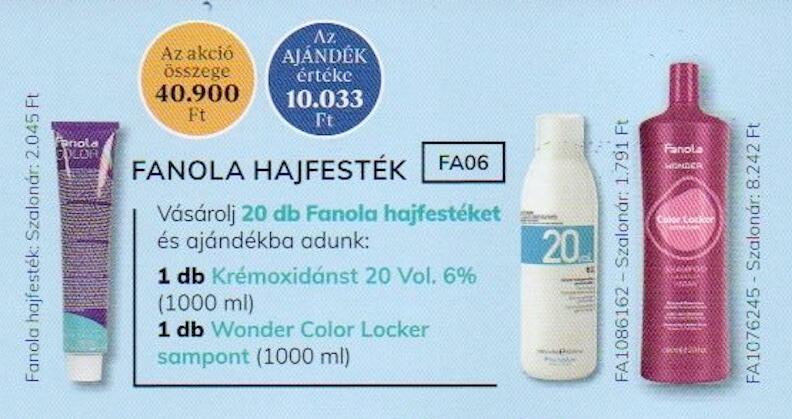 Az akció
összege
40.900
Ft
Az
AJÁNDÉK
értéke
10.033
Ft
Fanola hajfesték: Szalonár: 2.045 Ft
Fanola
COLOR
FANOLA HAJFESTÉK
FA06
Vásárolj 20 db Fanola hajfestéket
és ajándékba adunk:
1 db Krémoxidánst 20 Vol. 6%
(1000 ml)
1 db Wonder Color Locker
sampont (1000 ml)
20
FA1086162 – Szalonár: 1.791 Ft
Fanola
WONDER
Color Locker
FA1076245 - Szalonár: 8.242 Ft